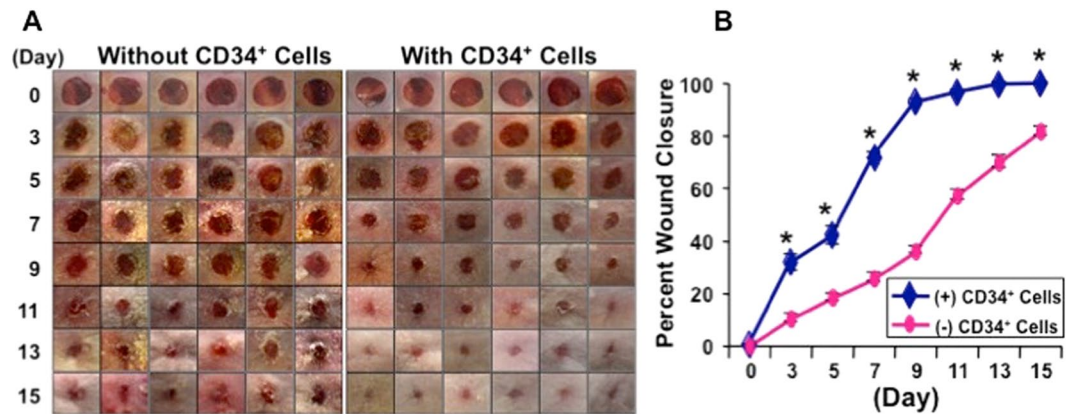 A
(Day) Without CD34⁺ Cells With CD34⁺ Cells
0
3
5
7
9
11
13
15
B
Percent Wound Closure
100
80
60
40
20
0
* * * * * * *
(+) CD34⁺ Cells
(-) CD34⁺ Cells
0 3 5 7 9 11 13 15
(Day)